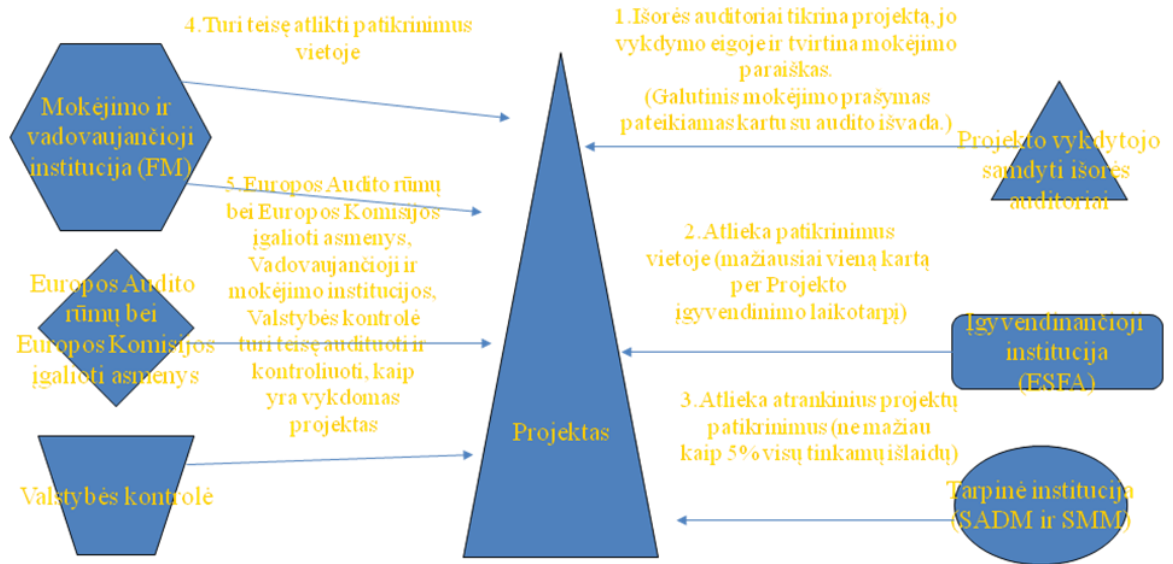 4.Turi teisę atlikti patikrinimus
vietoje
1.Išorės auditoriai tikrina projektą, jo
vykdymo eigoje ir tvirtina mokėjimo
paraiškas.
(Galutinis mokėjimo prašymas
pateikiamas kartu su audito išvada.)
Mokėjimo ir
vadovaujančioji
institucija (FM)
Projekto vykdytojo
samdyti išorės
auditoriai
5.Europos Audito rūmų
bei Europos Komisijos
įgalioti asmenys,
Vadovaujančioji ir
mokėjimo institucijos,
Valstybės kontrolė
turi teisę audituoti ir
kontroliuoti, kaip
yra vykdomas
projektas
2.Atlieka patikrinimus
vietoje (mažiausiai vieną kartą
per Projekto
įgyvendinimo laikotarpį)
Europos Audito
rūmų bei
Europos Komisijos
įgalioti asmenys
Įgyvendinančioji
institucija
(ESFA)
3.Atlieka atrankinius projektų
patikrinimus (ne mažiau
kaip 5% visų tinkamų išlaidų)
Projektas
Valstybės kontrolė
Tarpinė institucija
(SADM ir SMM)